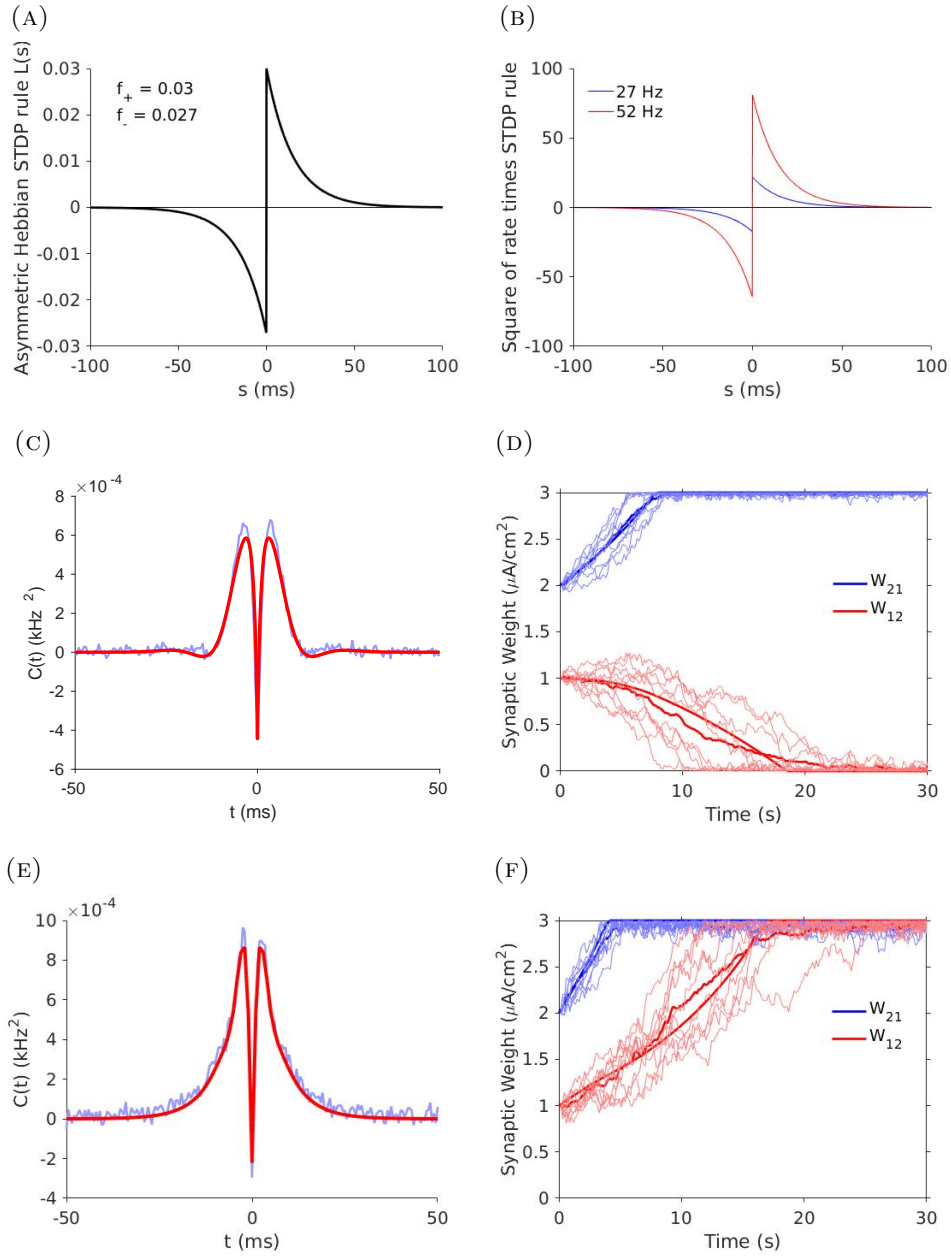 (A)
Asymmetric Hebbian STDP rule L(s)
f+ = 0.03
f- = 0.027
0.03
0.02
0.01
0
-0.01
-0.02
-0.03
-100
-50
0
50
100
s (ms)
(B)
Square of rate times STDP rule
27 Hz
52 Hz
100
50
0
-50
-100
-100
-50
0
50
100
s (ms)
(C)
×10-4
C(t) (kHz 2)
8
6
4
2
0
-2
-4
-6
-50
0
50
t (ms)
(D)
Synaptic Weight (μA/cm2)
3
2.5
2
1.5
1
0.5
0
W21
W12
0
10
20
30
Time (s)
(E)
×10-4
C(t) (kHz2)
10
8
6
4
2
0
-2
-4
-50
0
50
t (ms)
(F)
Synaptic Weight (μA/cm2)
3
2.5
2
1.5
1
0.5
0
W21
W12
0
10
20
30
Time (s)